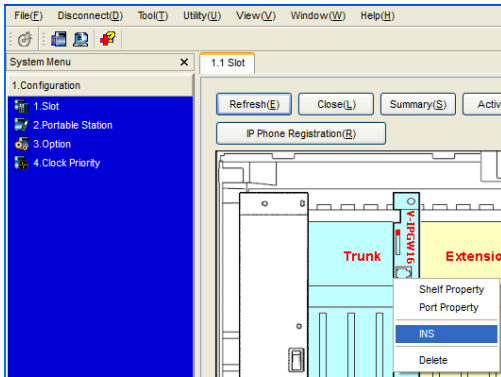 File(F) Disconnect(D) Tool(T) Utility(U) View(V) Window(W) Help(H)
System Menu
1.1 Slot
1.Configuration
1.Slot
2.Portable Station
3.Option
4.Clock Priority
Refresh(E) Close(L) Summary(S) Activ
IP Phone Registration(R)
V-IPGW16
Trunk
Extensio
Shelf Property
Port Property
INS
Delete